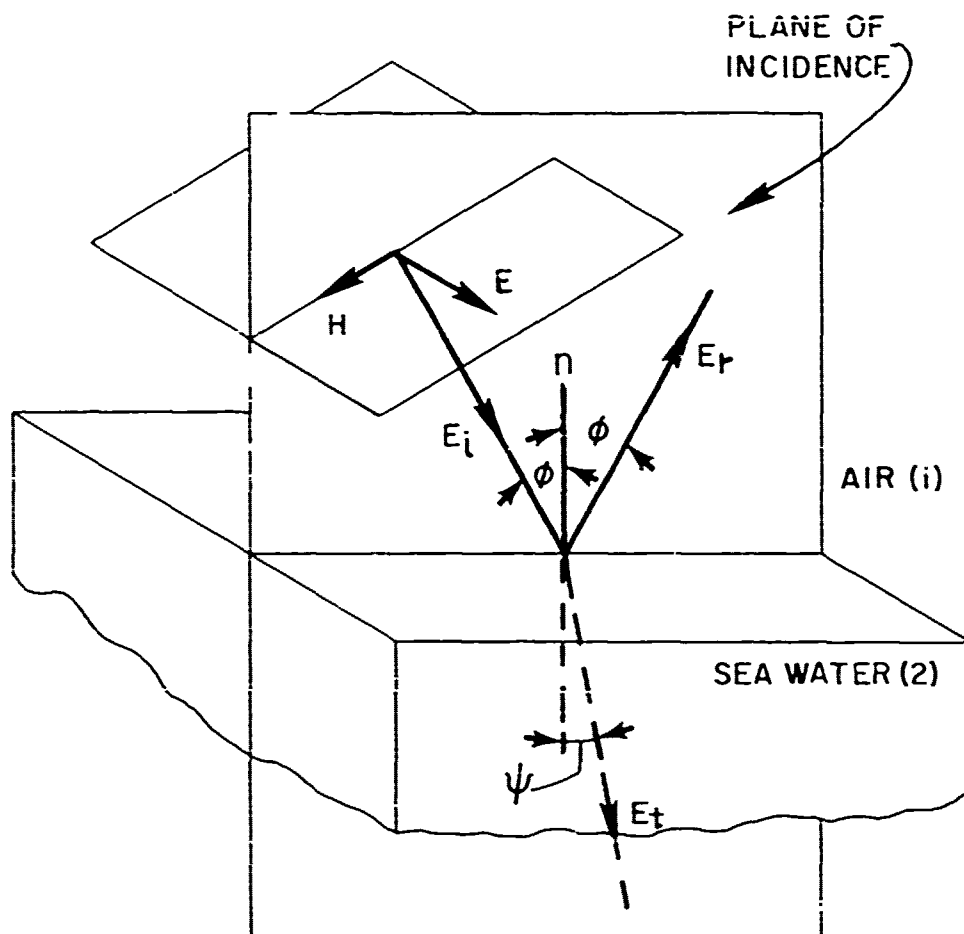 PLANE OF
INCIDENCE
E
H
n
Er
Ei
ϕ
ϕ
AIR (i)
SEA WATER (2)
ψ
Et